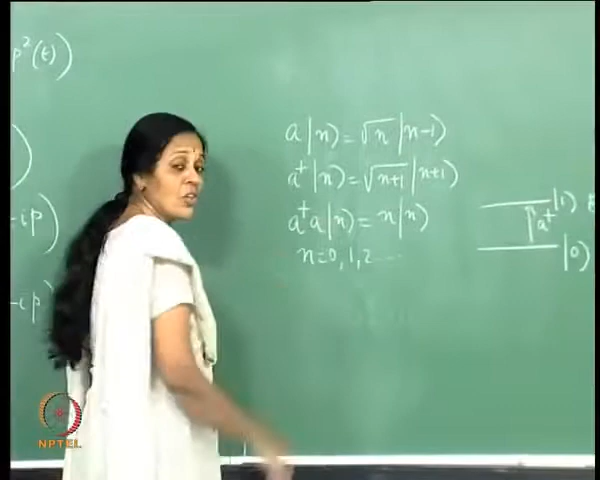 p²(t))
)
-ip)
-ip)
a|n⟩=√n|n-1⟩
a†|n⟩=√n+1|n+1⟩
a†a|n⟩=n|n⟩
n=0,1,2....
|1⟩
a†
|0⟩
NPTEL